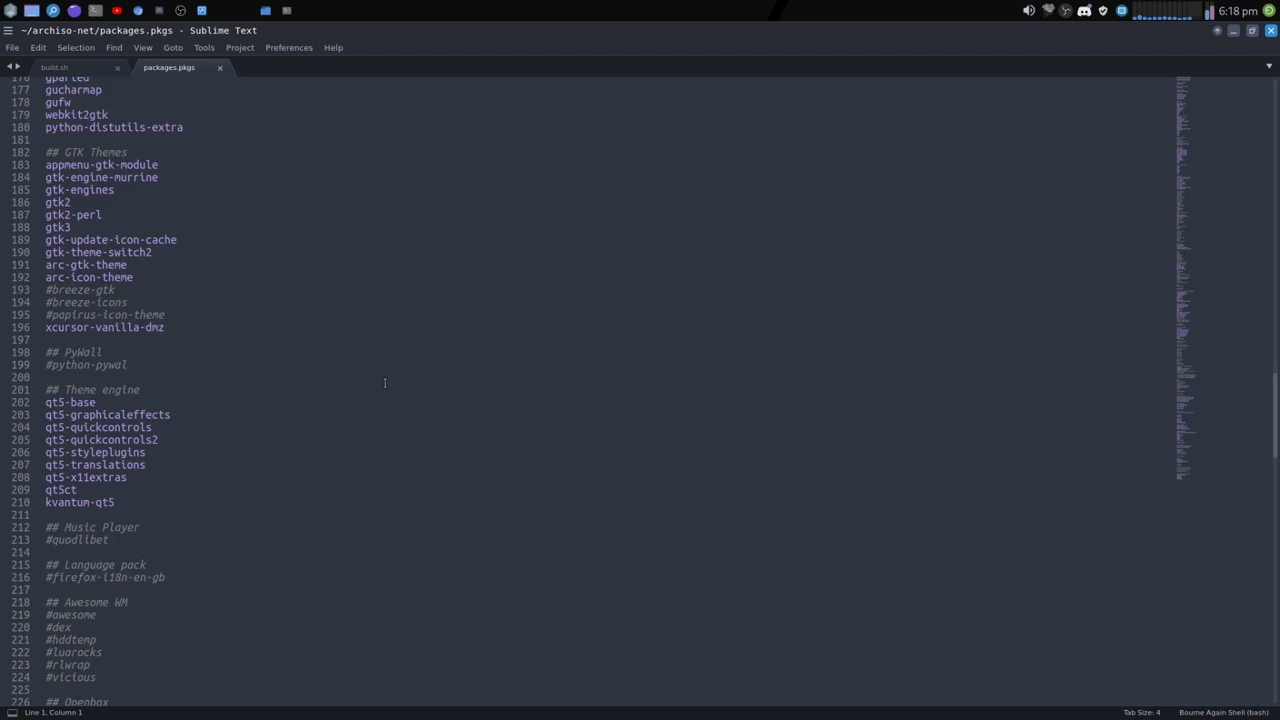 6:18 pm
~/archiso-net/packages.pkgs - Sublime Text
File Edit Selection Find View Goto Tools Project Preferences Help
build.sh packages.pkgs
176 gparted
177 gucharmap
178 gufw
179 webkit2gtk
180 python-distutils-extra
181
182 ## GTK Themes
183 appmenu-gtk-module
184 gtk-engine-murrine
185 gtk-engines
186 gtk2
187 gtk2-perl
188 gtk3
189 gtk-update-icon-cache
190 gtk-theme-switch2
191 arc-gtk-theme
192 arc-icon-theme
193 #breeze-gtk
194 #breeze-icons
195 #papirus-icon-theme
196 xcursor-vanilla-dmz
197
198 ## PyWall
199 #python-pywal
200
201 ## Theme engine
202 qt5-base
203 qt5-graphicaleffects
204 qt5-quickcontrols
205 qt5-quickcontrols2
206 qt5-styleplugins
207 qt5-translations
208 qt5-x11extras
209 qt5ct
210 kvantum-qt5
211
212 ## Music Player
213 #quodlibet
214
215 ## Language pack
216 #firefox-i18n-en-gb
217
218 ## Awesome WM
219 #awesome
220 #dex
221 #hddtemp
222 #luarocks
223 #rlwrap
224 #vicious
225
226 ## Openbox
Line 1, Column 1 Tab Size: 4 Bourne Again Shell (bash)